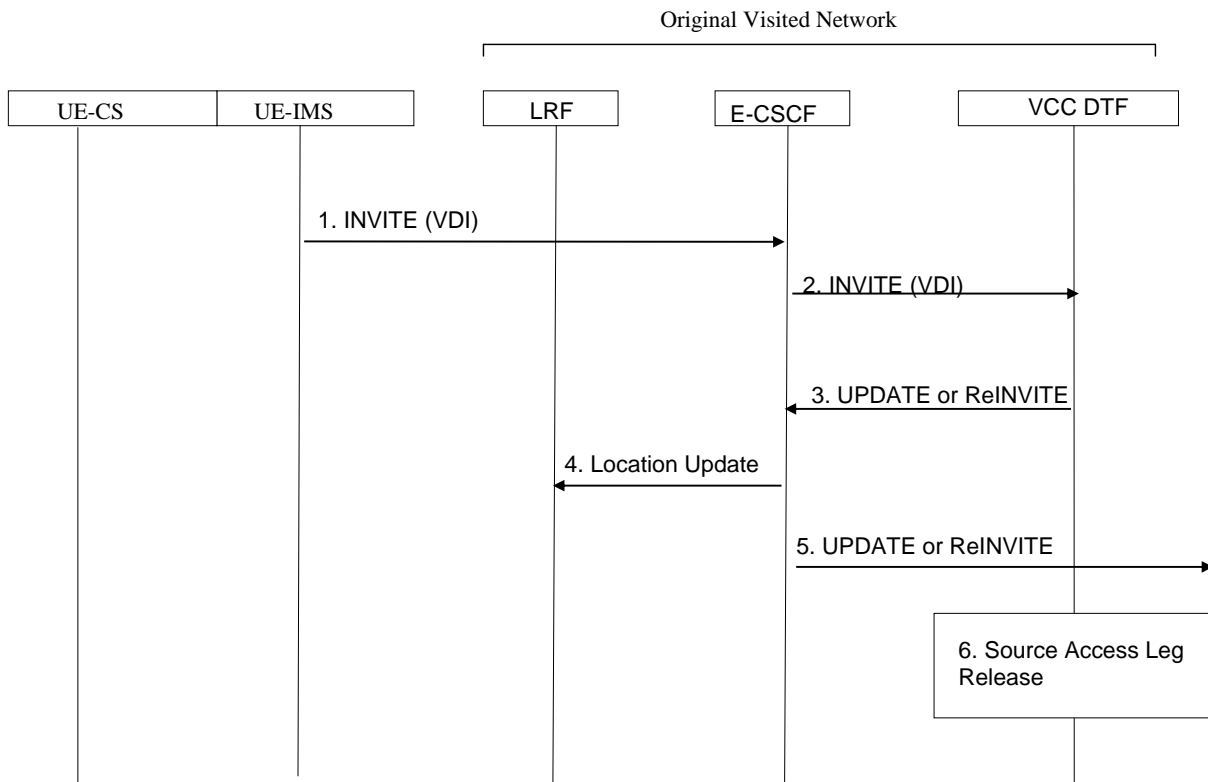 Original Visited Network
UE-CS
UE-IMS
LRF
E-CSCF
VCC DTF
1. INVITE (VDI)
2. INVITE (VDI)
3. UPDATE or ReINVITE
4. Location Update
5. UPDATE or ReINVITE
6. Source Access Leg
Release